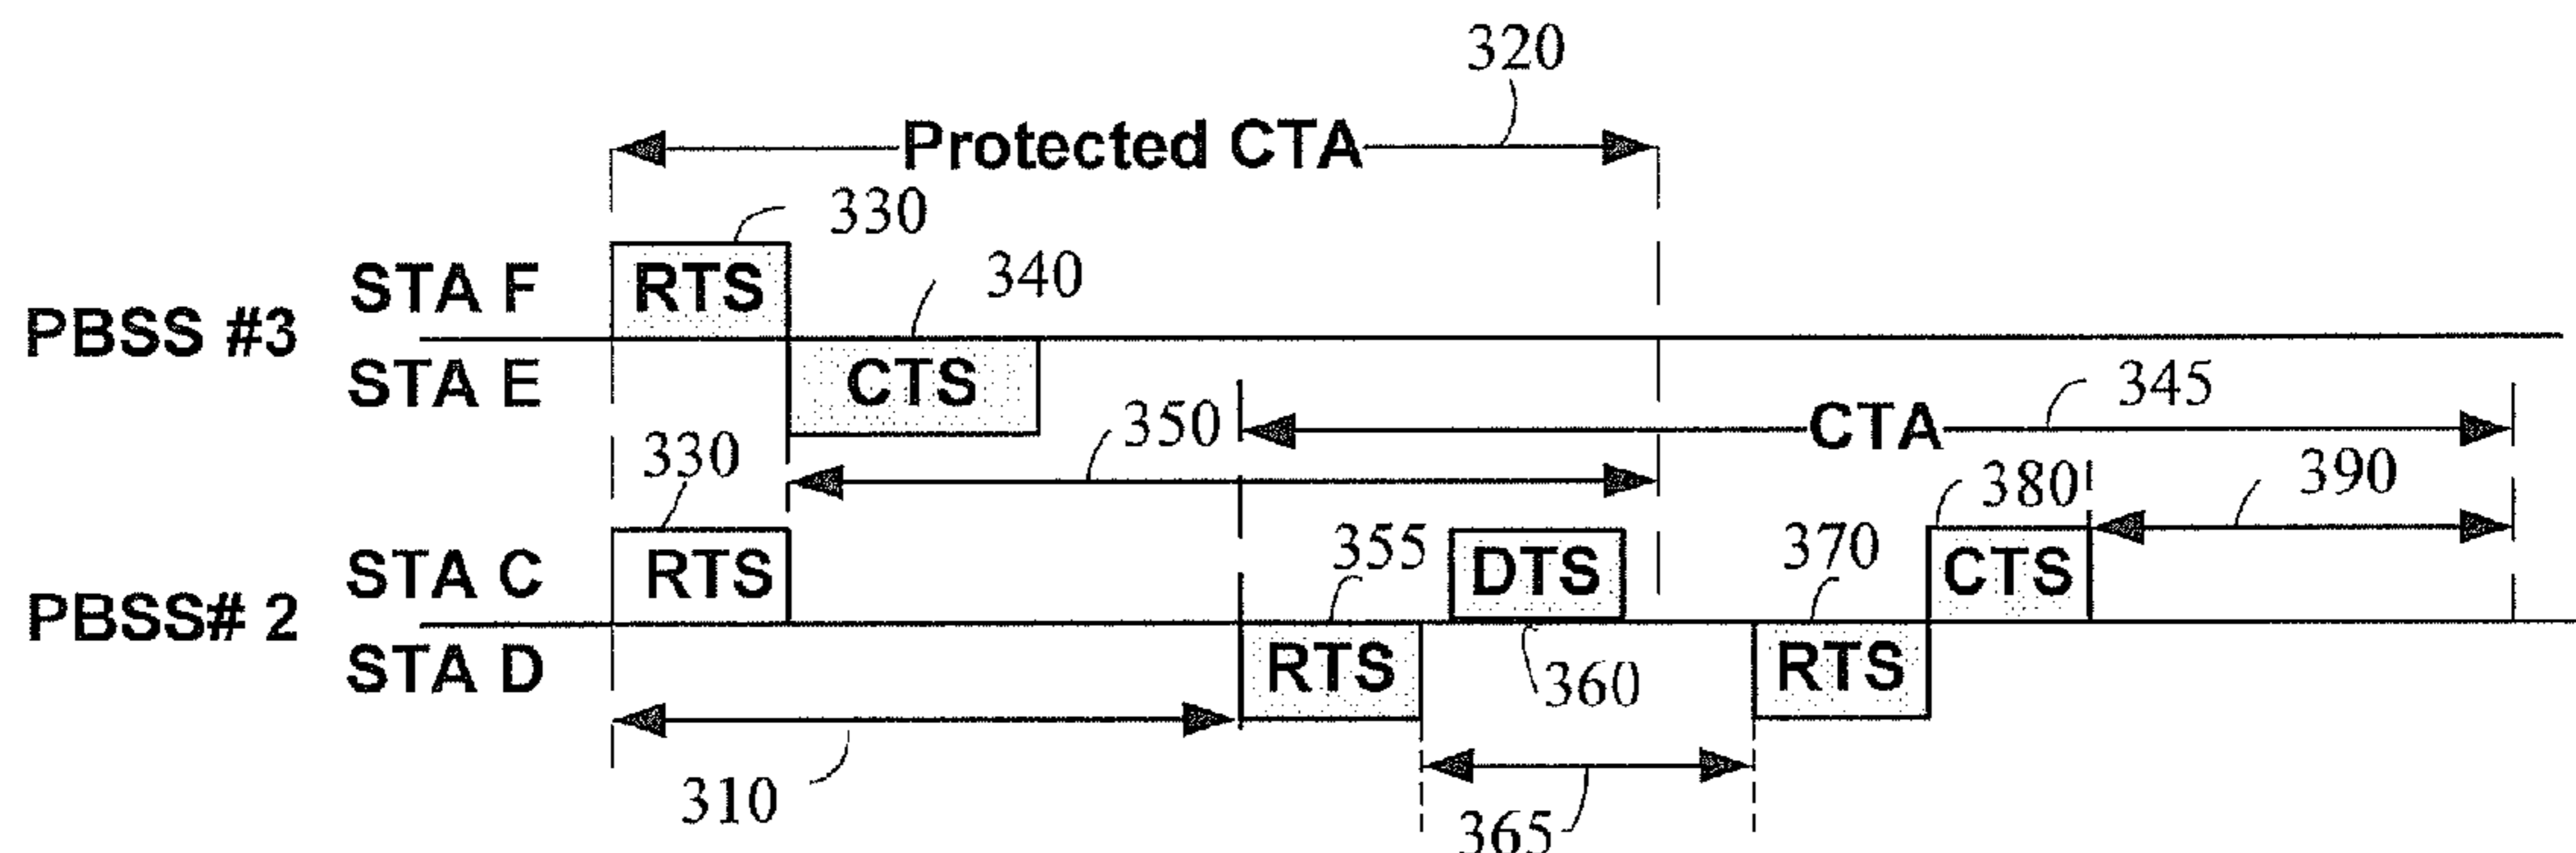 320
Protected CTA
330
STA F RTS 340
PBSS #3
STA E CTS 345
350 CTA
330 380 390
355 370
STA C RTS DTS CTS
PBSS# 2
STA D RTS 360 RTS
310
365